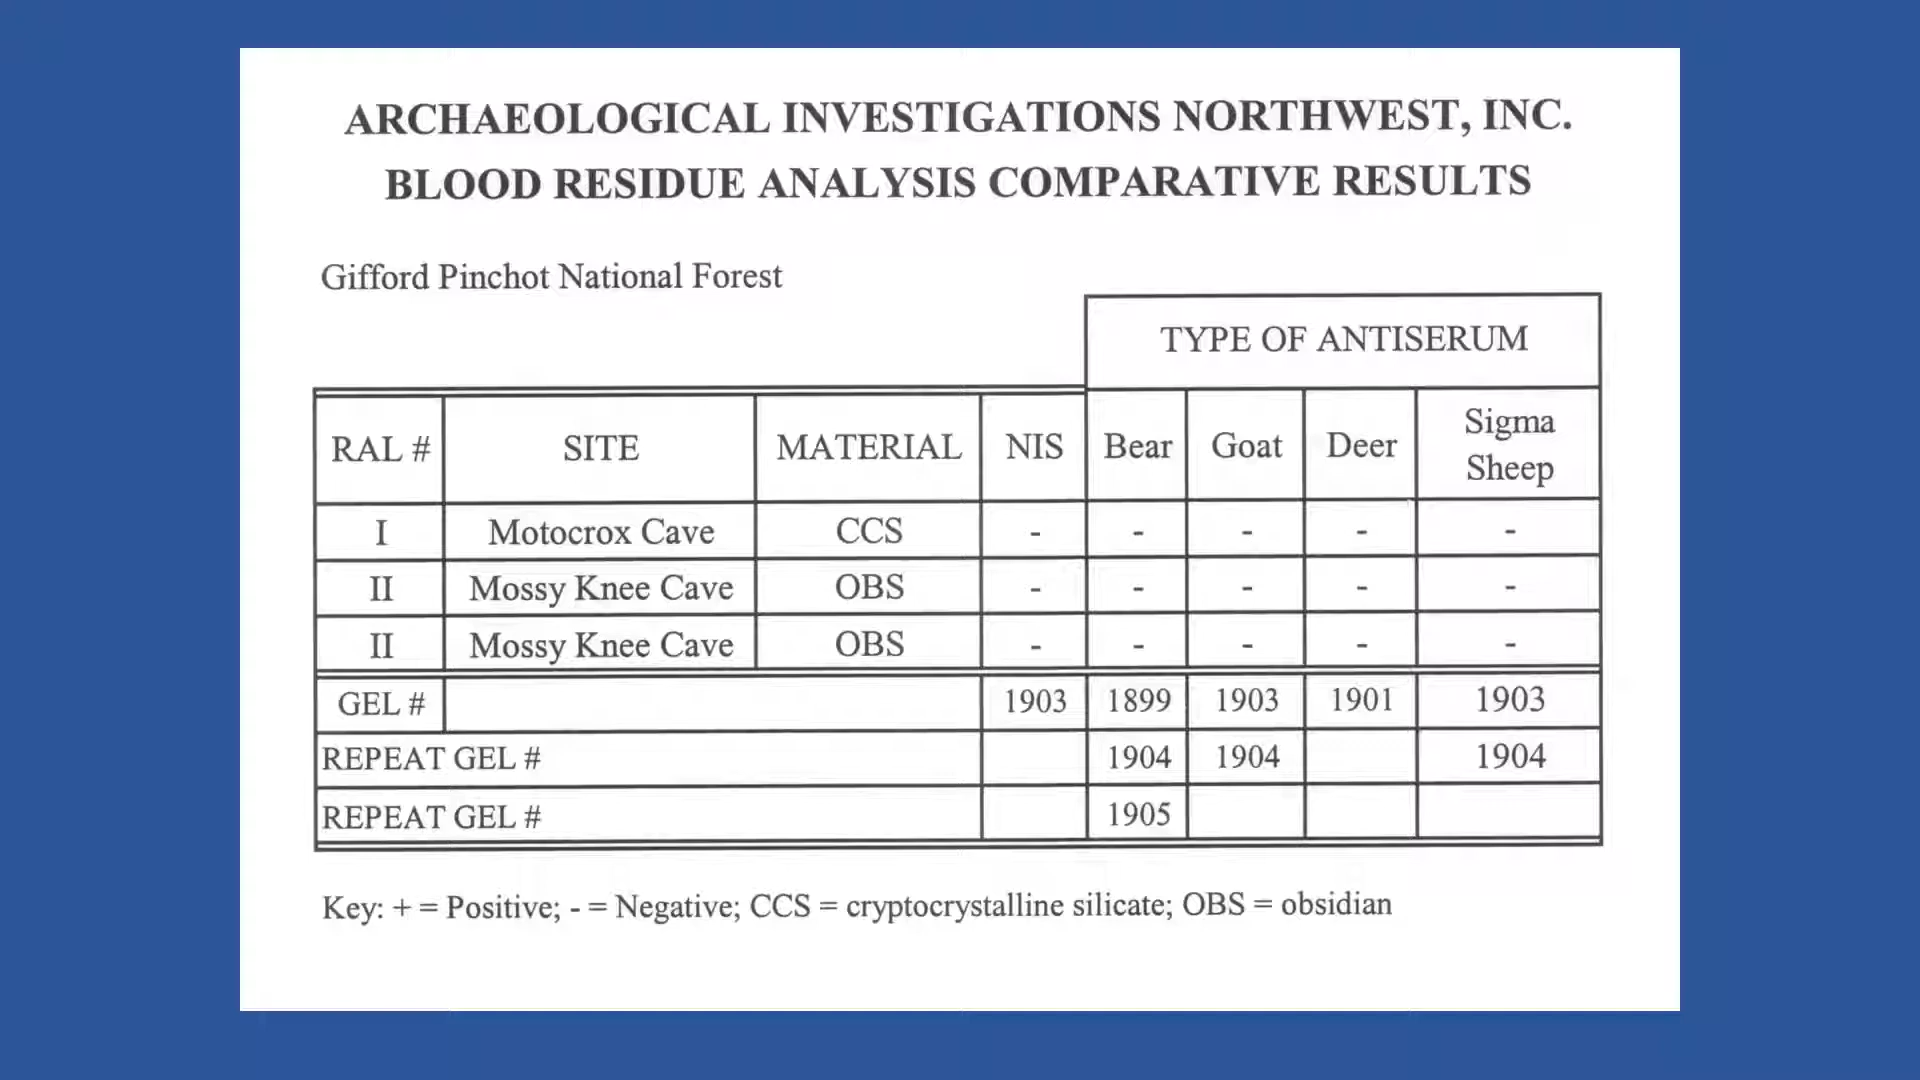 ARCHAEOLOGICAL INVESTIGATIONS NORTHWEST, INC.
BLOOD RESIDUE ANALYSIS COMPARATIVE RESULTS
Gifford Pinchot National Forest
TYPE OF ANTISERUM
RAL # SITE MATERIAL NIS Bear Goat Deer Sigma Sheep
I Motocrox Cave CCS - - - - -
II Mossy Knee Cave OBS - - - - -
II Mossy Knee Cave OBS - - - - -
GEL # 1903 1899 1903 1901 1903
REPEAT GEL # 1904 1904 1904
REPEAT GEL # 1905
Key: + = Positive; - = Negative; CCS = cryptocrystalline silicate; OBS = obsidian